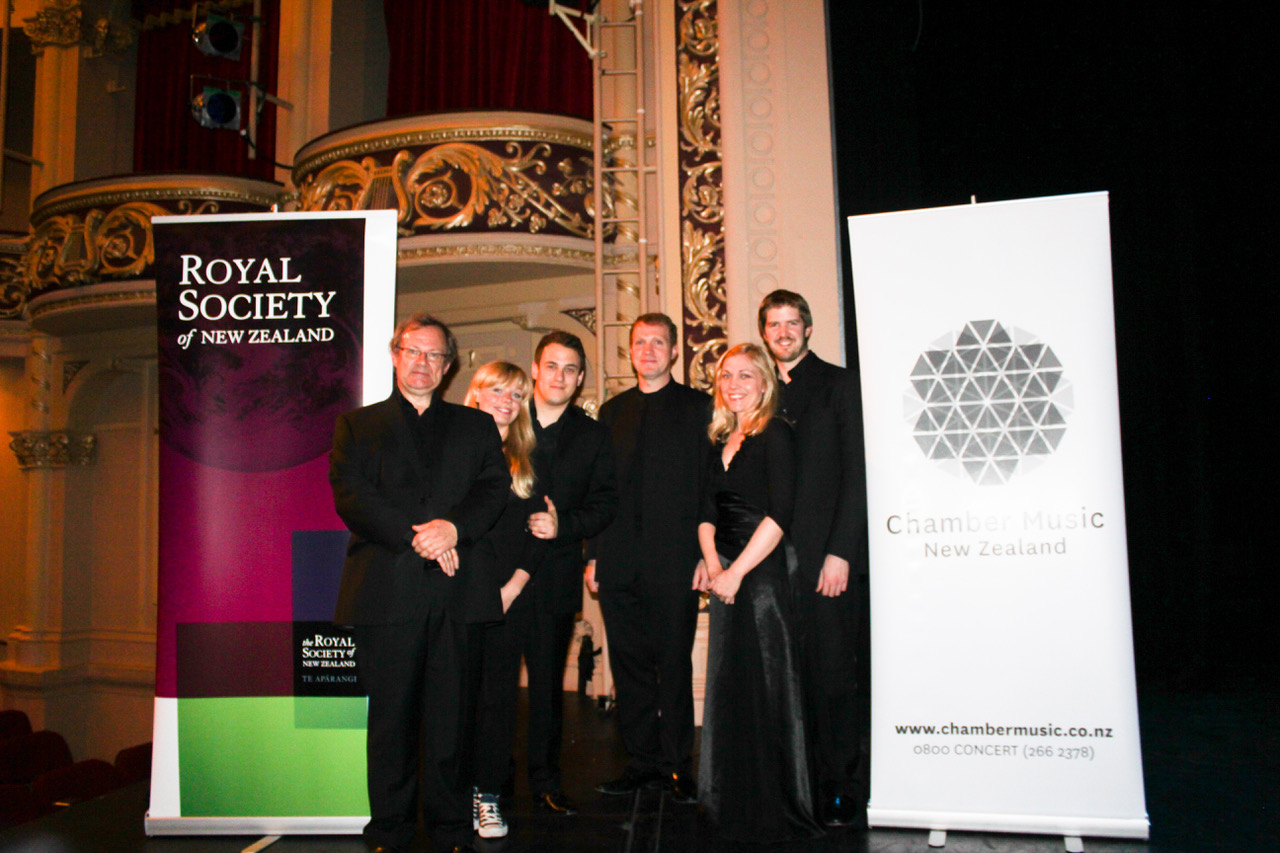 ROYAL
SOCIETY
of NEW ZEALAND
the ROYAL
SOCIETY of
NEW ZEALAND
TE APĀRANGI
Chamber Music
New Zealand
www.chambermusic.co.nz
0800 CONCERT (266 2378)